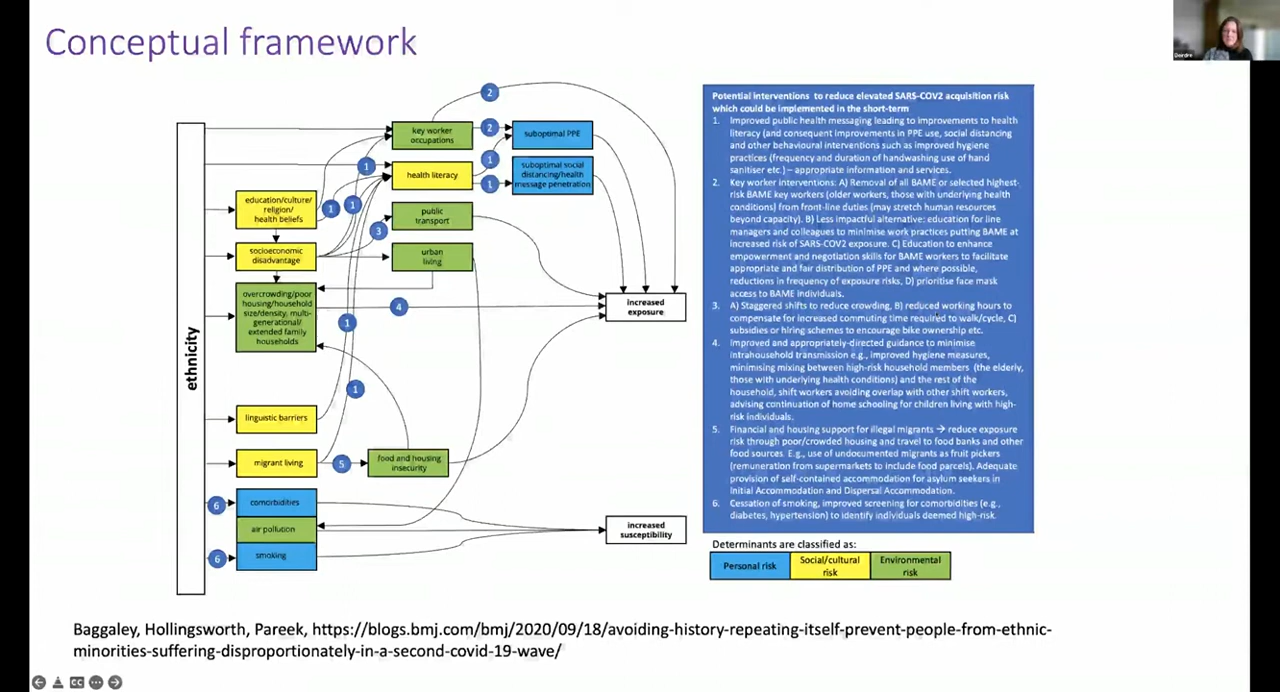 Conceptual framework
Deirdre
ethnicity
education/culture/
religion/
health beliefs
socioeconomic
disadvantage
overcrowding/poor
housing/household
size/density, multi-
generational/
extended family
households
linguistic barriers
migrant living
comorbidities
air pollution
smoking
key worker
occupations
health literacy
public
transport
urban
living
food and housing
insecurity
suboptimal PPE
suboptimal social
distancing/health
message penetration
increased
exposure
increased
susceptibility
2
2
1
1
1
1
1
3
4
1
1
5
6
6
Potential interventions to reduce elevated SARS-COV2 acquisition risk
which could be implemented in the short-term
1. Improved public health messaging leading to improvements to health
literacy (and consequent improvements in PPE use, social distancing
and other behavioural interventions such as improved hygiene
practices (frequency and duration of handwashing use of hand
sanitiser etc.) – appropriate information and services.
2. Key worker interventions: A) Removal of all BAME or selected highest-
risk BAME key workers (older workers, those with underlying health
conditions) from front-line duties (may stretch human resources
beyond capacity). B) Less impactful alternative: education for line
managers and colleagues to minimise work practices putting BAME at
increased risk of SARS-COV2 exposure. C) Education to enhance
empowerment and negotiation skills for BAME workers to facilitate
appropriate and fair distribution of PPE and where possible,
reductions in frequency of exposure risks, D) prioritise face mask
access to BAME individuals.
3. A) Staggered shifts to reduce crowding, B) reduced working hours to
compensate for increased commuting time required to walk/cycle, C)
subsidies or hiring schemes to encourage bike ownership etc.
4. Improved and appropriately-directed guidance to minimise
intrahousehold transmission e.g., improved hygiene measures,
minimising mixing between high-risk household members (the elderly,
those with underlying health conditions) and the rest of the
household, shift workers avoiding overlap with other shift workers,
advising continuation of home schooling for children living with high-
risk individuals.
5. Financial and housing support for illegal migrants → reduce exposure
risk through poor/crowded housing and travel to food banks and other
food sources. E.g., use of undocumented migrants as fruit pickers
(remuneration from supermarkets to include food parcels). Adequate
provision of self-contained accommodation for asylum seekers in
Initial Accommodation and Dispersal Accommodation.
6. Cessation of smoking, improved screening for comorbidities (e.g.,
diabetes, hypertension) to identify individuals deemed high-risk.
Determinants are classified as:
Personal risk
Social/cultural
risk
Environmental
risk
Baggaley, Hollingsworth, Pareek, https://blogs.bmj.com/bmj/2020/09/18/avoiding-history-repeating-itself-prevent-people-from-ethnic-
minorities-suffering-disproportionately-in-a-second-covid-19-wave/
CC